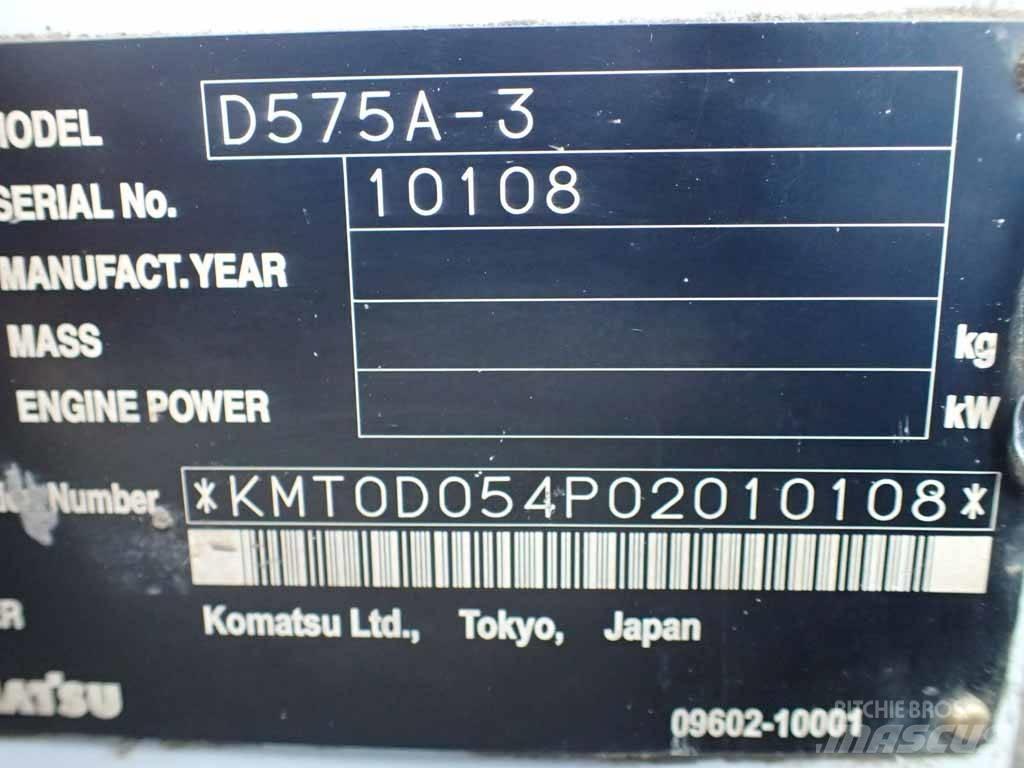 MODEL D575A-3
SERIAL No. 10108
MANUFACT.YEAR
MASS kg
ENGINE POWER kW
Number *KMT0D054P02010108*
Komatsu Ltd., Tokyo, Japan
09602-10001
RITCHIE BROS
MASCUS